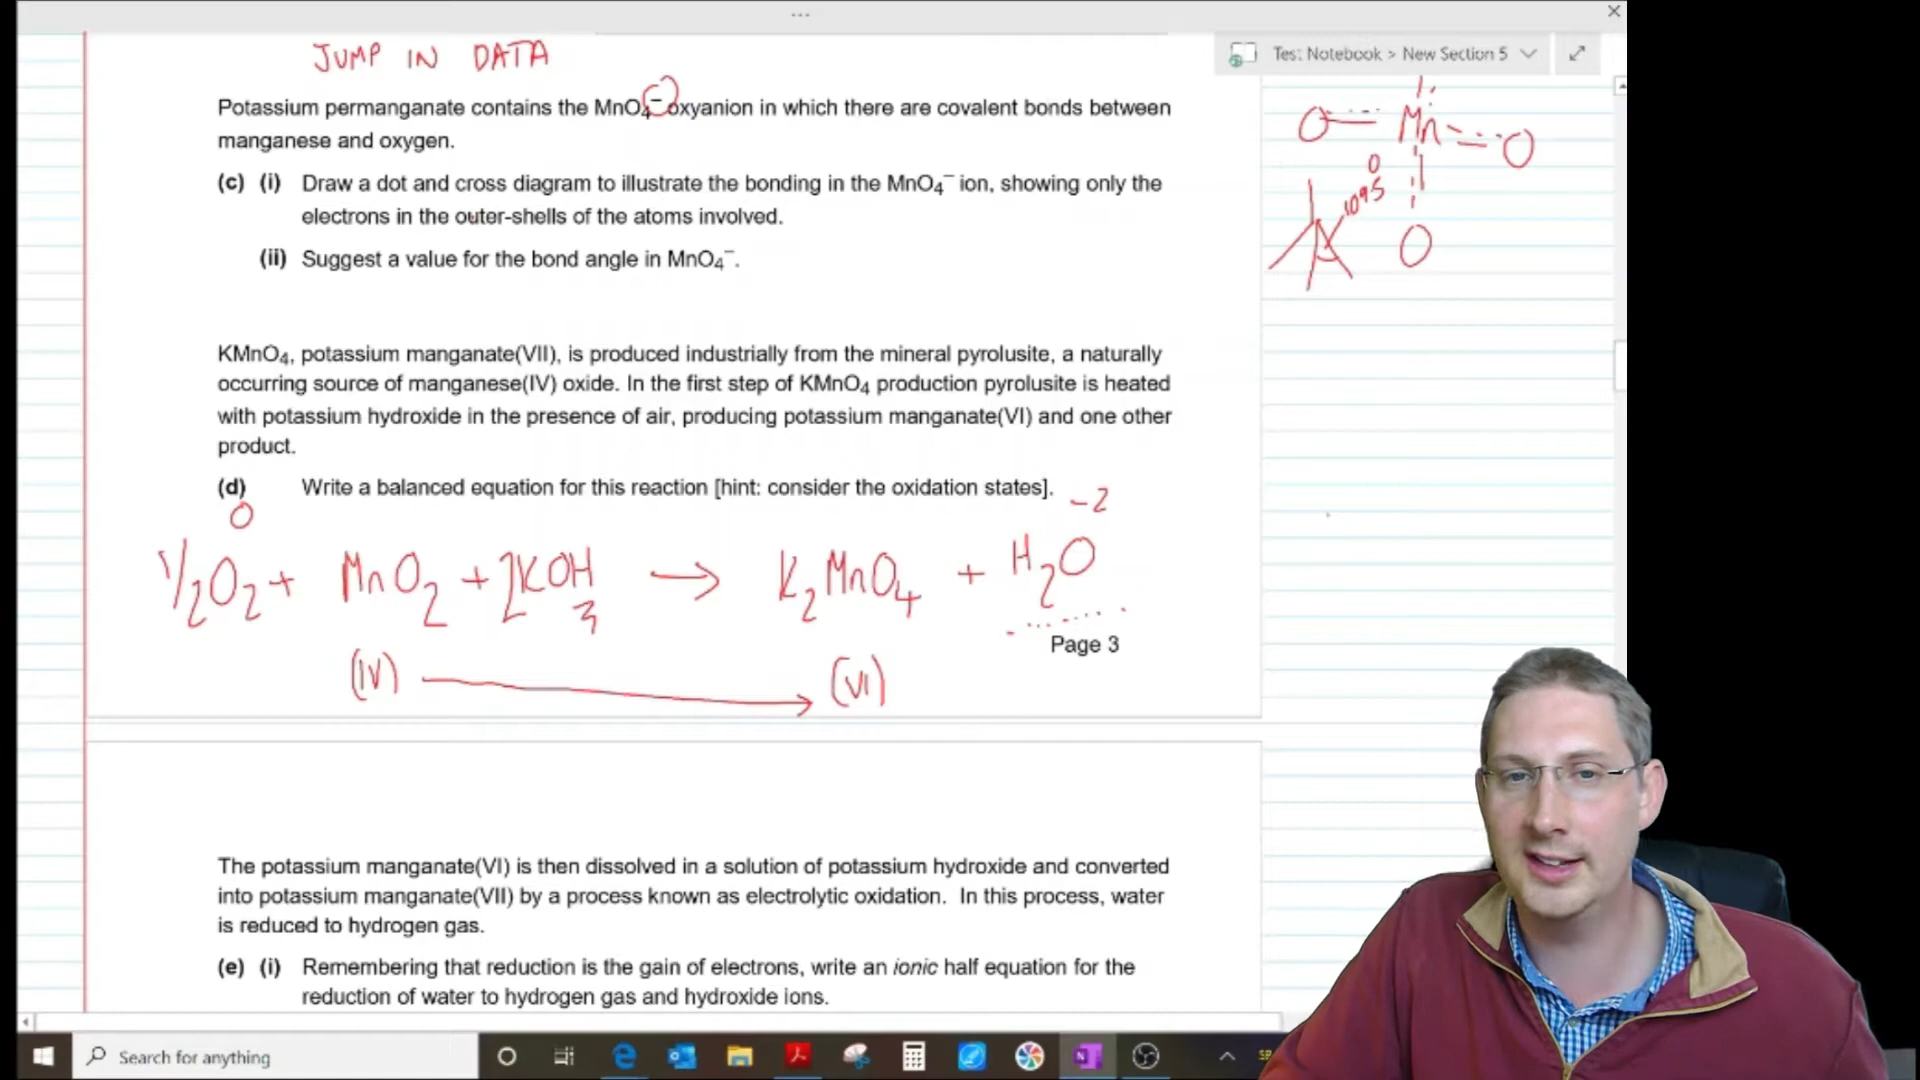 Test Notebook > New Section 5
JUMP IN DATA
Potassium permanganate contains the MnO₄⁻ oxyanion in which there are covalent bonds between
manganese and oxygen.
(c) (i) Draw a dot and cross diagram to illustrate the bonding in the MnO₄⁻ ion, showing only the
electrons in the outer-shells of the atoms involved.
(ii) Suggest a value for the bond angle in MnO₄⁻.
O Mn O
109.5
O
KMnO₄, potassium manganate(VII), is produced industrially from the mineral pyrolusite, a naturally
occurring source of manganese(IV) oxide. In the first step of KMnO₄ production pyrolusite is heated
with potassium hydroxide in the presence of air, producing potassium manganate(VI) and one other
product.
(d) Write a balanced equation for this reaction [hint: consider the oxidation states].
0 -2
1/2O₂ + MnO₂ + 2KOH → K₂MnO₄ + H₂O
3
Page 3
(IV) (VI)
The potassium manganate(VI) is then dissolved in a solution of potassium hydroxide and converted
into potassium manganate(VII) by a process known as electrolytic oxidation. In this process, water
is reduced to hydrogen gas.
(e) (i) Remembering that reduction is the gain of electrons, write an ionic half equation for the
reduction of water to hydrogen gas and hydroxide ions.
Search for anything